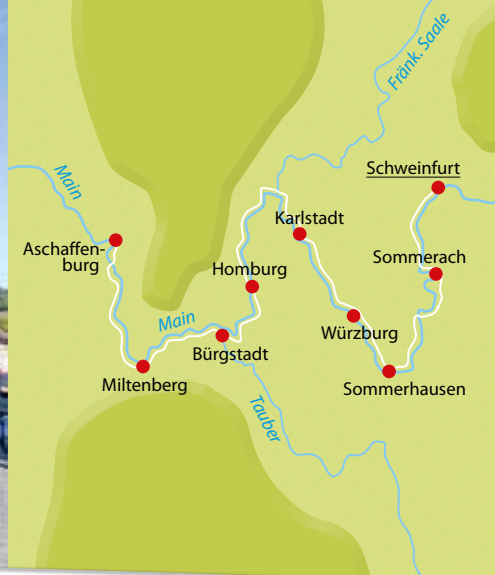 Fränk. Saale
Main
Schweinfurt
Karlstadt
Aschaffen-
burg
Sommerach
Homburg
Main
Würzburg
Bürgstadt
Miltenberg
Sommerhausen
Tauber